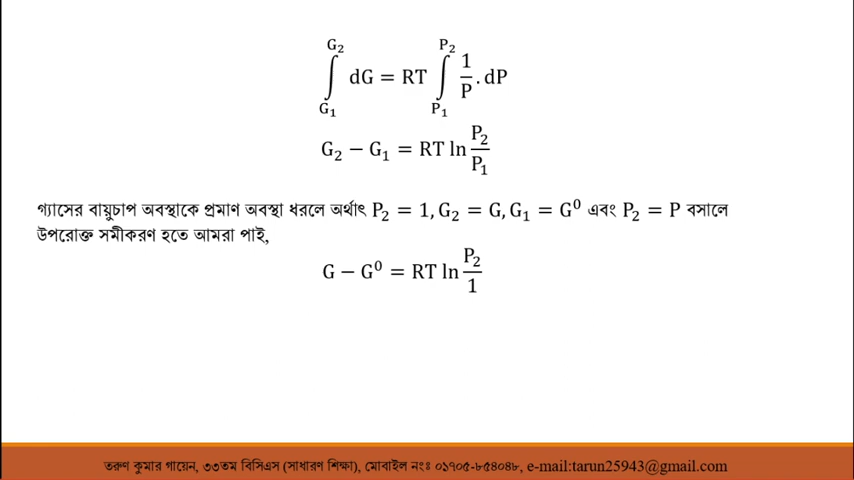 ∫_{G₁}^{G₂} dG = RT ∫_{P₁}^{P₂} 1/P . dP
G₂ − G₁ = RT ln P₂/P₁
গ্যাসের বায়ুচাপ অবস্থাকে প্রমাণ অবস্থা ধরলে অর্থাৎ P₂ = 1, G₂ = G, G₁ = G⁰ এবং P₂ = P বসালে
উপরোক্ত সমীকরণ হতে আমরা পাই,
G − G⁰ = RT ln P₂/1
তরুণ কুমার গায়েন, ৩৩তম বিসিএস (সাধারণ শিক্ষা), মোবাইল নংঃ ০১৭০৫-৮৫৪০৪৮, e-mail:tarun25943@gmail.com